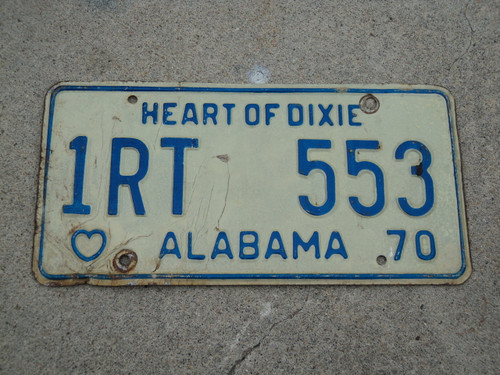 HEART OF DIXIE
1RT 553
ALABAMA 70